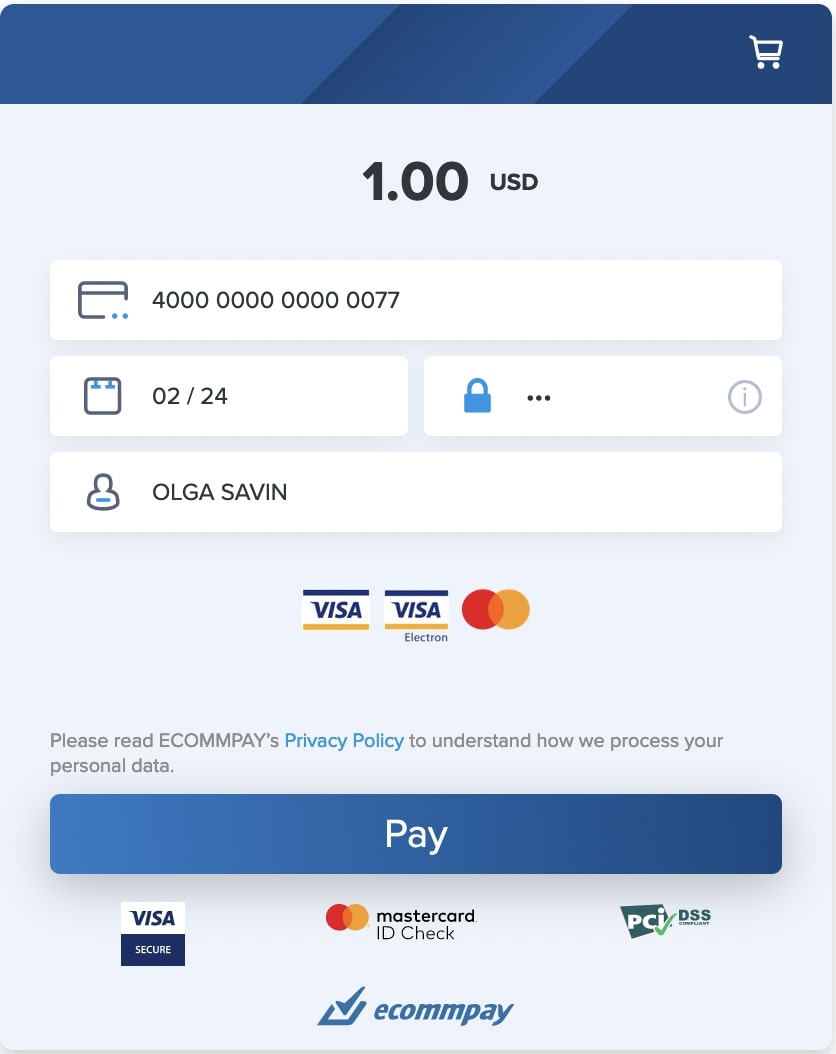 1.00 USD
4000 0000 0000 0077
02 / 24
•••
OLGA SAVIN
VISA VISA
Electron
Please read ECOMMPAY’s Privacy Policy to understand how we process your
personal data.
Pay
VISA
SECURE
mastercard.
ID Check
PCI DSS
COMPLIANT
ecommpay